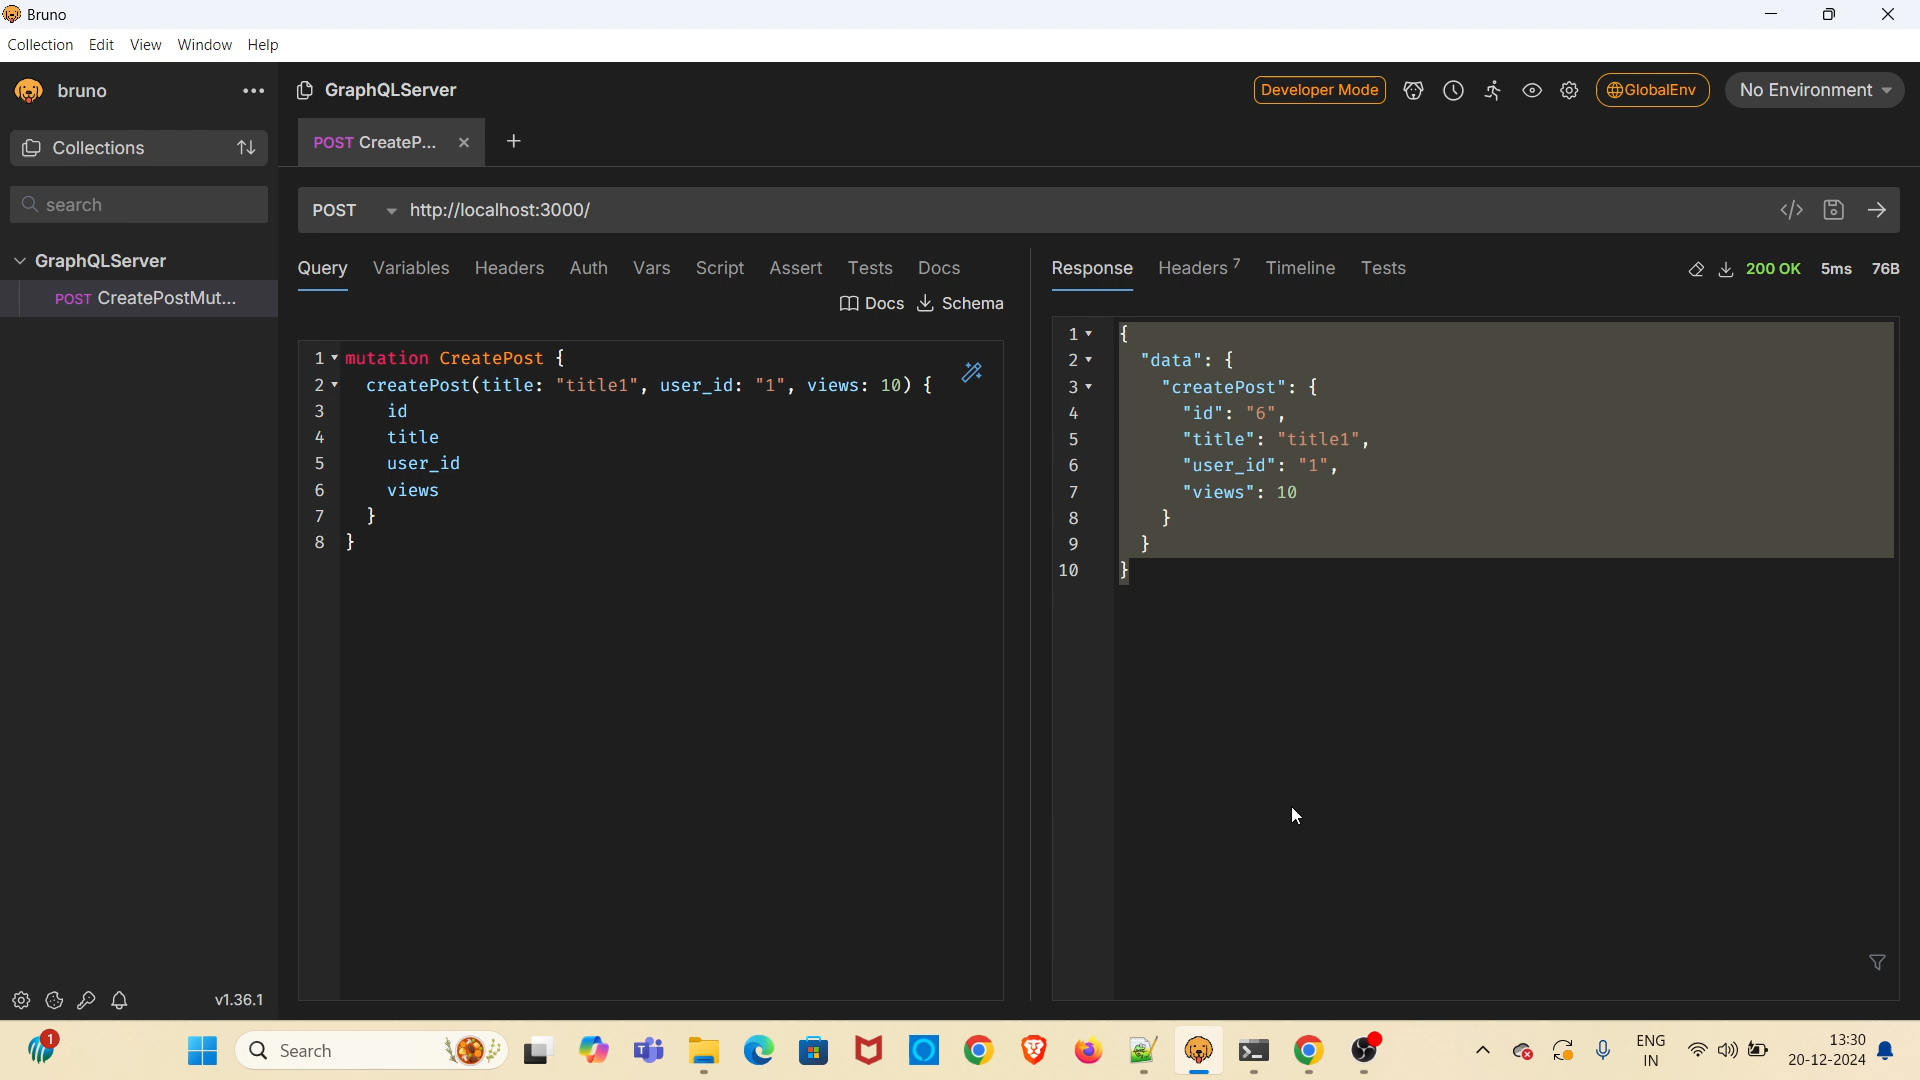 Bruno
Collection Edit View Window Help
bruno
GraphQLServer
Developer Mode
GlobalEnv
No Environment
Collections
POST CreateP...
search
POST http://localhost:3000/
GraphQLServer
POST CreatePostMut...
Query Variables Headers Auth Vars Script Assert Tests Docs
Docs Schema
1 mutation CreatePost {
2 createPost(title: "title1", user_id: "1", views: 10) {
3 id
4 title
5 user_id
6 views
7 }
8 }
Response Headers 7 Timeline Tests
200 OK 5ms 76B
1 {
2 "data": {
3 "createPost": {
4 "id": "6",
5 "title": "title1",
6 "user_id": "1",
7 "views": 10
8 }
9 }
10 }
v1.36.1
1
Search
ENG
IN
13:30
20-12-2024